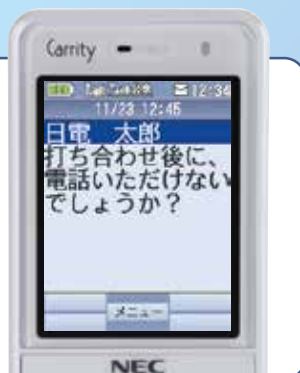 Carrity
12:34
11/23 12:45
日電 太郎
打ち合わせ後に、
電話いただけない
でしょうか？
メニュー
NEC